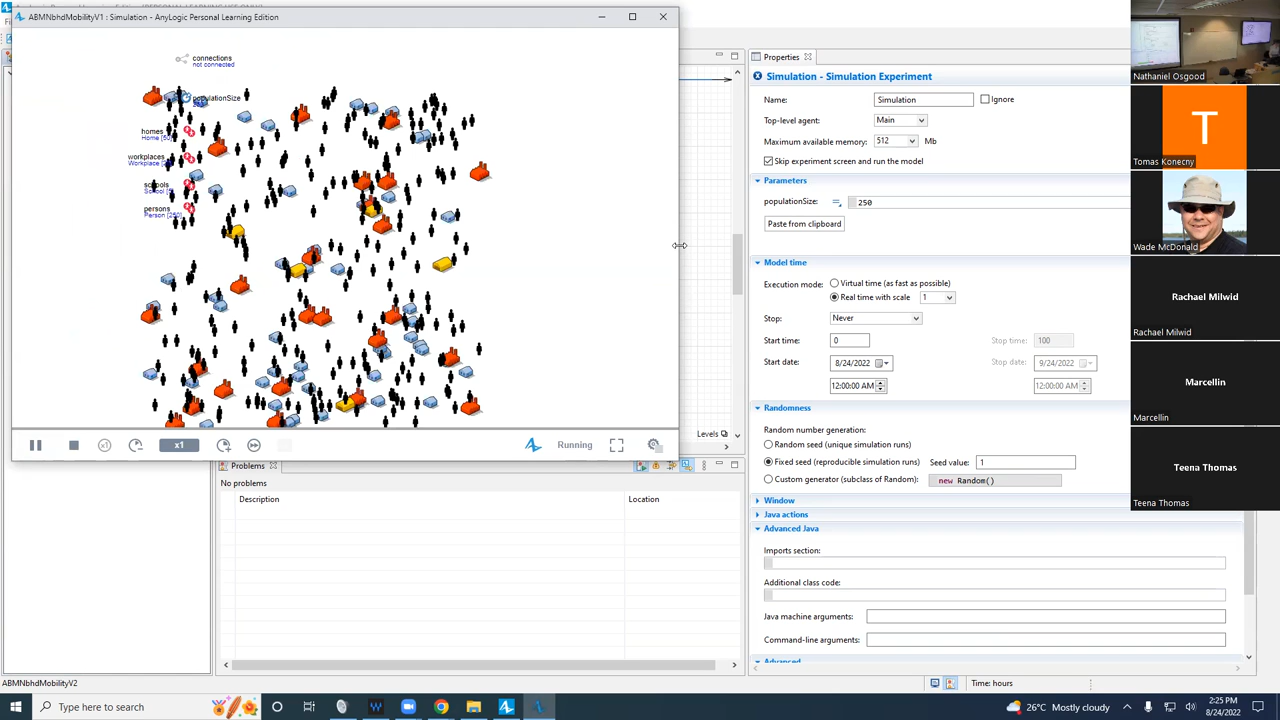 ABMNbhdMobilityV1 : Simulation - AnyLogic Personal Learning Edition
connections
not connected
populationSize
homes
workplaces
schools
persons
x1
Running
Levels
Problems
No problems
Description
Location
Properties
Simulation - Simulation Experiment
Name:
Simulation
Ignore
Top-level agent:
Main
Maximum available memory:
512
Mb
Skip experiment screen and run the model
Parameters
populationSize:
250
Paste from clipboard
Model time
Execution mode:
Virtual time (as fast as possible)
Real time with scale
1
Stop:
Never
Start time:
0
Stop time:
100
Start date:
8/24/2022
Stop date:
9/24/2022
12:00:00 AM
12:00:00 AM
Randomness
Random number generation:
Random seed (unique simulation runs)
Fixed seed (reproducible simulation runs)
Seed value:
1
Custom generator (subclass of Random)
new Random()
Window
Java actions
Advanced Java
Imports section:
Additional class code:
Java machine arguments:
Command-line arguments:
Advanced
Nathaniel Osgood
T
Tomas Konecny
Wade McDonald
Rachael Milwid
Rachael Milwid
Marcellin
Marcellin
Teena Thomas
Teena Thomas
ABMNbhdMobilityV2
Time: hours
Type here to search
26°C Mostly cloudy
2:25 PM
8/24/2022